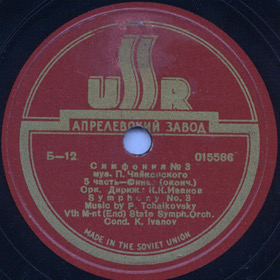 USSR
АПРЕЛЕВСКИЙ ЗАВОД
Б-12 015586
Симфония № 3
муз. П. Чайковского
5 часть—Финал (оконч.)
Орк. Дириж. К.К.Иванов
Symphony No. 3
Music by P. Tchaikovsky
Vth M-nt (End) State Symph.Orch.
Cond. K. Ivanov
MADE IN THE SOVIET UNION